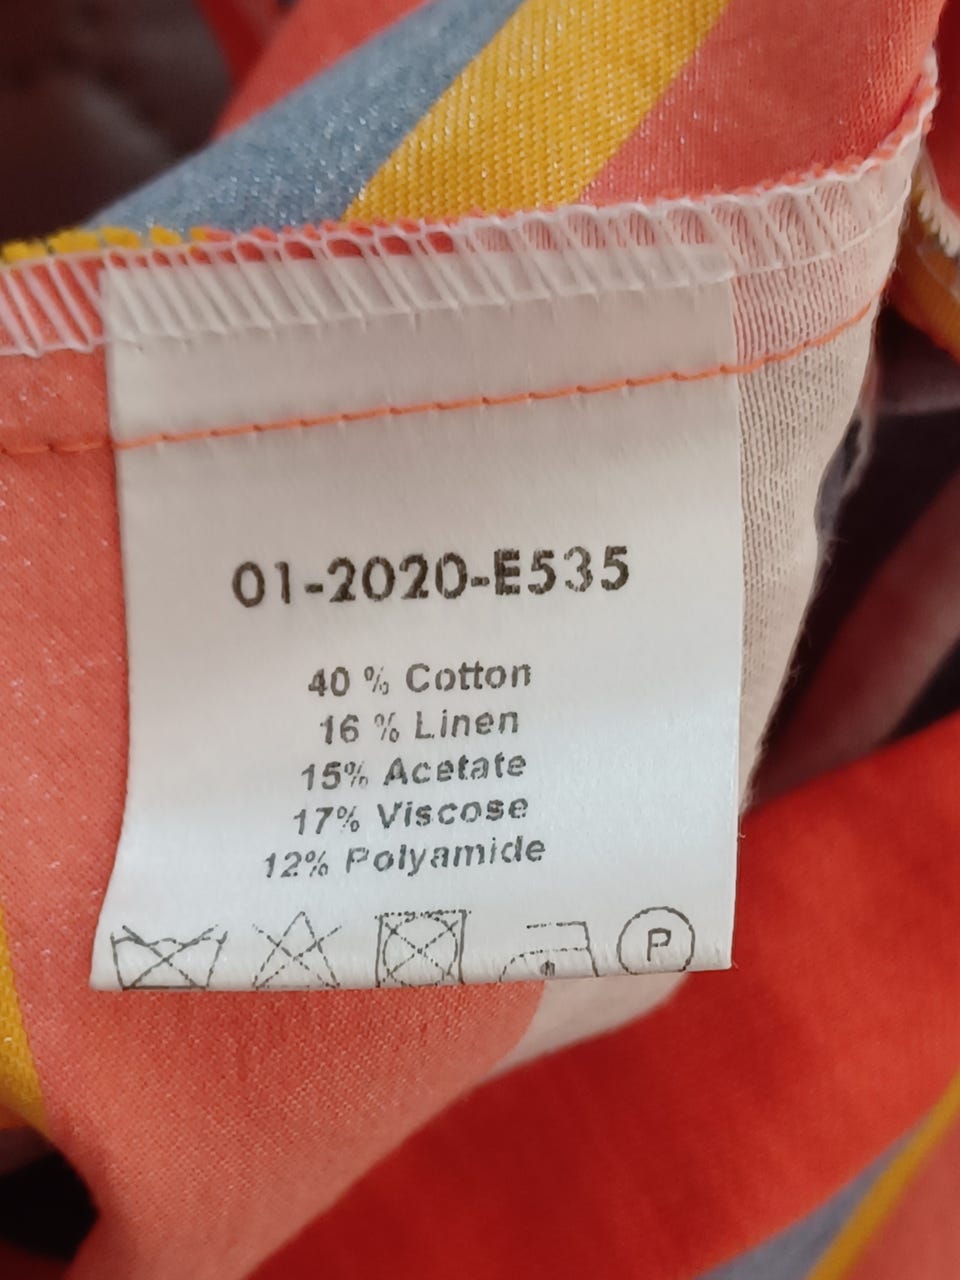 01-2020-E535
40 % Cotton
16 % Linen
15% Acetate
17% Viscose
12% Polyamide
P